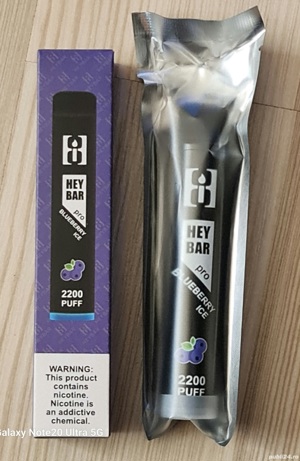 HEY
BAR
pro
BLUEBERRY
ICE
2200
PUFF
WARNING:
This product
contains
nicotine.
Nicotine is
an addictive
chemical.
HEY
BAR
pro
BLUEBERRY
ICE
2200
PUFF
Galaxy Note20 Ultra 5G